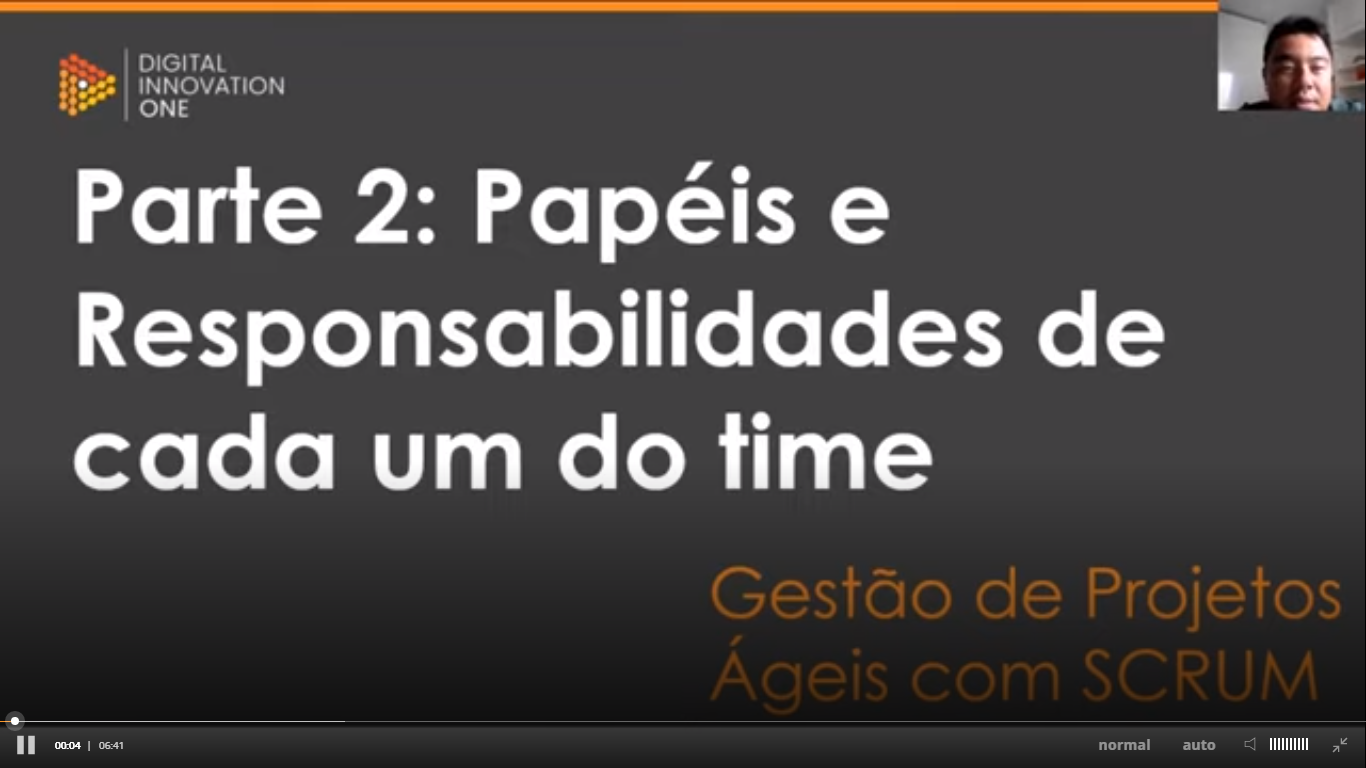 DIGITAL
INNOVATION
ONE
Parte 2: Papéis e
Responsabilidades de
cada um do time
Gestão de Projetos
Ágeis com SCRUM
00:04 | 06:41
normal auto